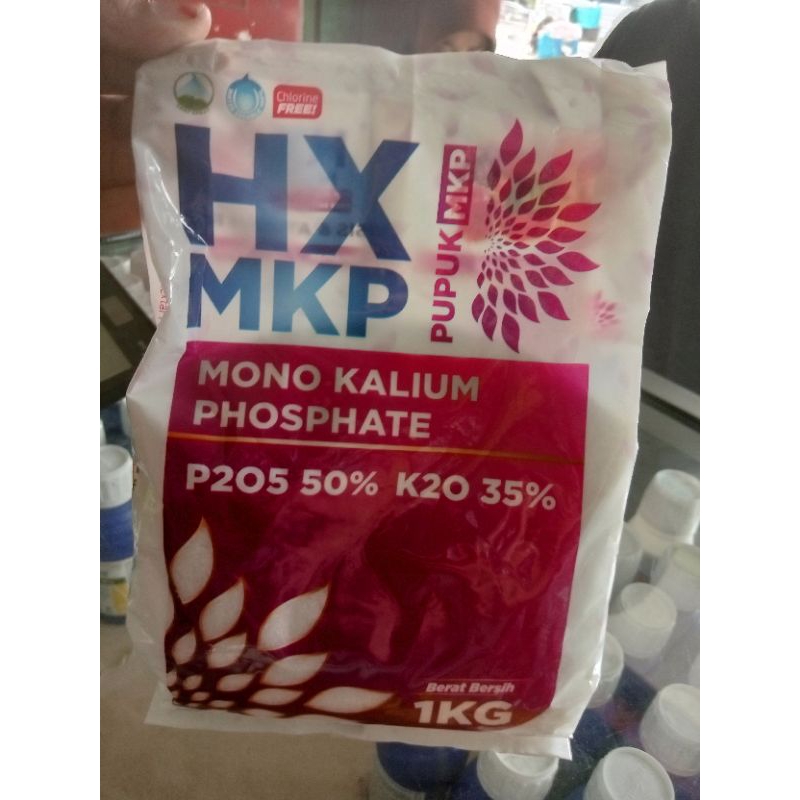 Chlorine
FREE!
HX
MKP
PUPUK MKP
MONO KALIUM
PHOSPHATE
P2O5 50% K2O 35%
Berat Bersih
1KG